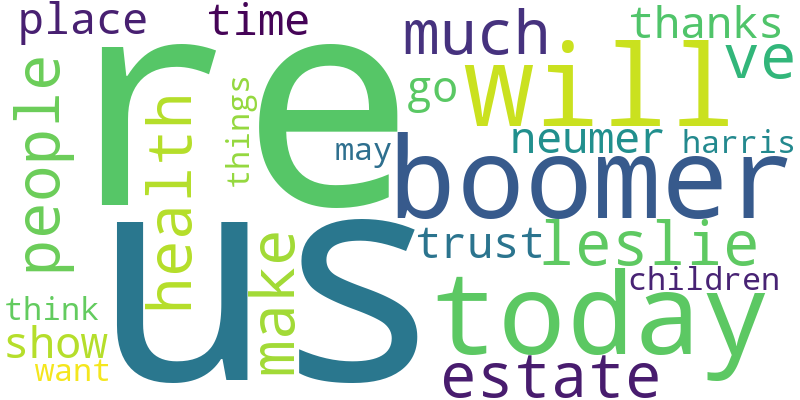 place
time
much
thanks
re
will
ve
people
health
things
go
may
neumer
harris
boomer
us
make
trust
leslie
children
think
show
want
today
estate